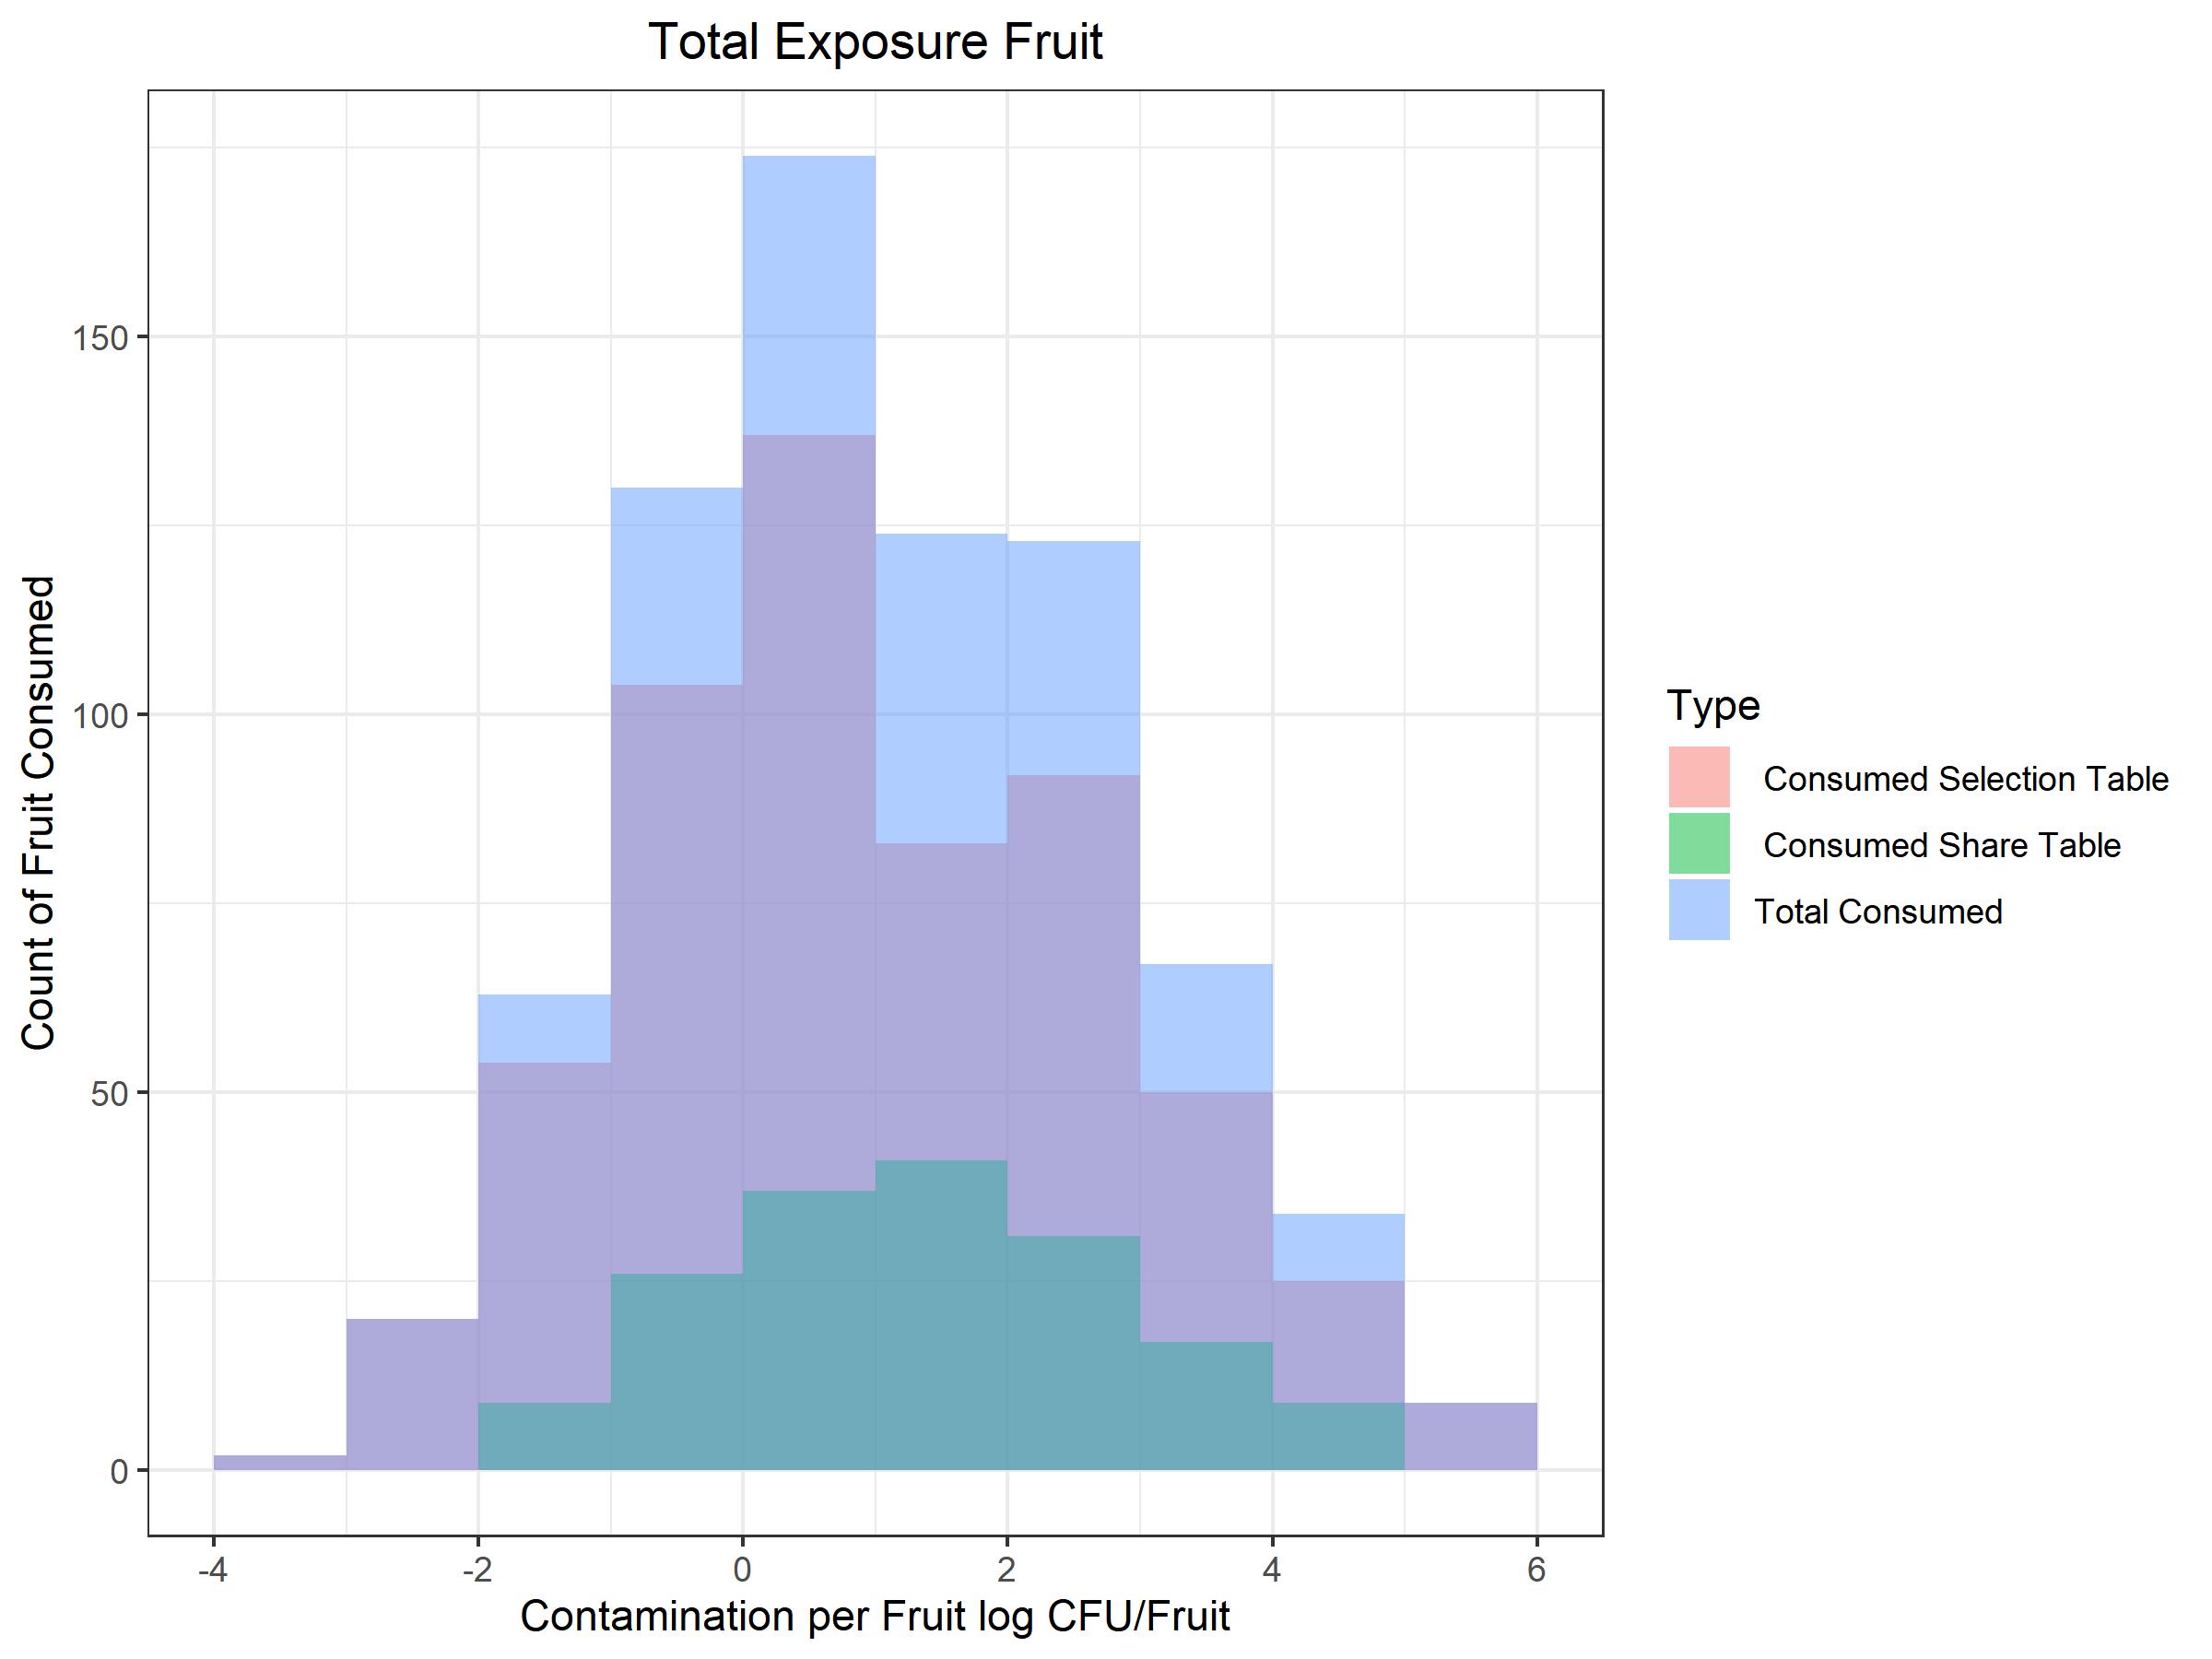 Total Exposure Fruit
Count of Fruit Consumed
150
100
50
0
-4 -2 0 2 4 6
Contamination per Fruit log CFU/Fruit
Type
Consumed Selection Table
Consumed Share Table
Total Consumed